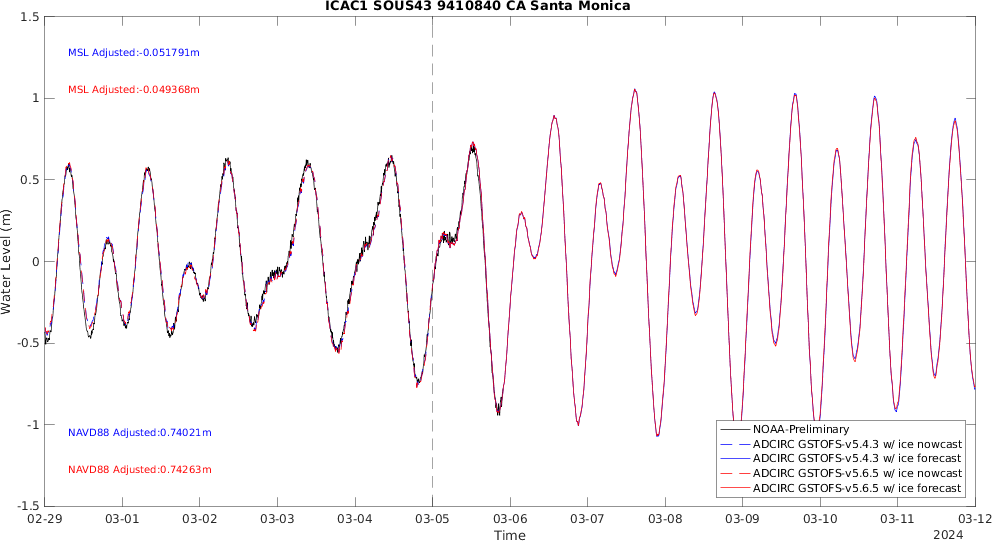 ICAC1 SOUS43 9410840 CA Santa Monica
1.5
MSL Adjusted:-0.051791m
MSL Adjusted:-0.049368m
1
0.5
0
-0.5
-1
-1.5
Water Level (m)
NAVD88 Adjusted:0.74021m
NAVD88 Adjusted:0.74263m
NOAA-Preliminary
ADCIRC GSTOFS-v5.4.3 w/ ice nowcast
ADCIRC GSTOFS-v5.4.3 w/ ice forecast
ADCIRC GSTOFS-v5.6.5 w/ ice nowcast
ADCIRC GSTOFS-v5.6.5 w/ ice forecast
02-29 03-01 03-02 03-03 03-04 03-05 03-06 03-07 03-08 03-09 03-10 03-11 03-12
Time
2024